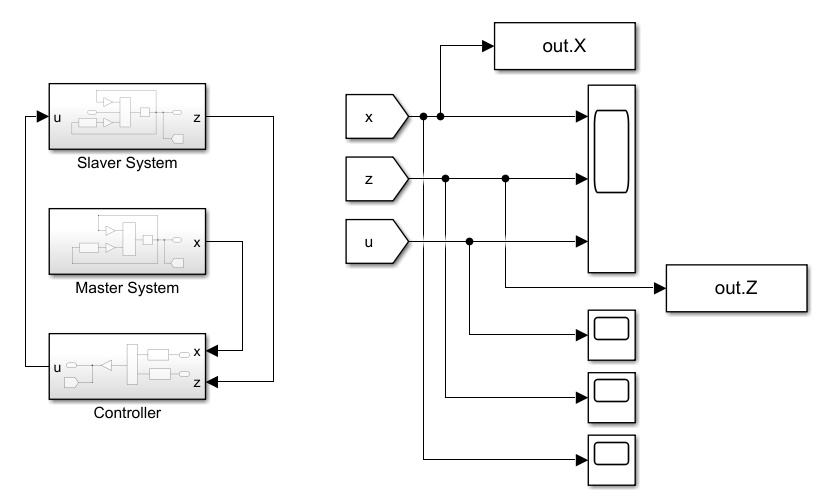 u
z
Slaver System
x
Master System
u
x
z
Controller
out.X
x
z
u
out.Z